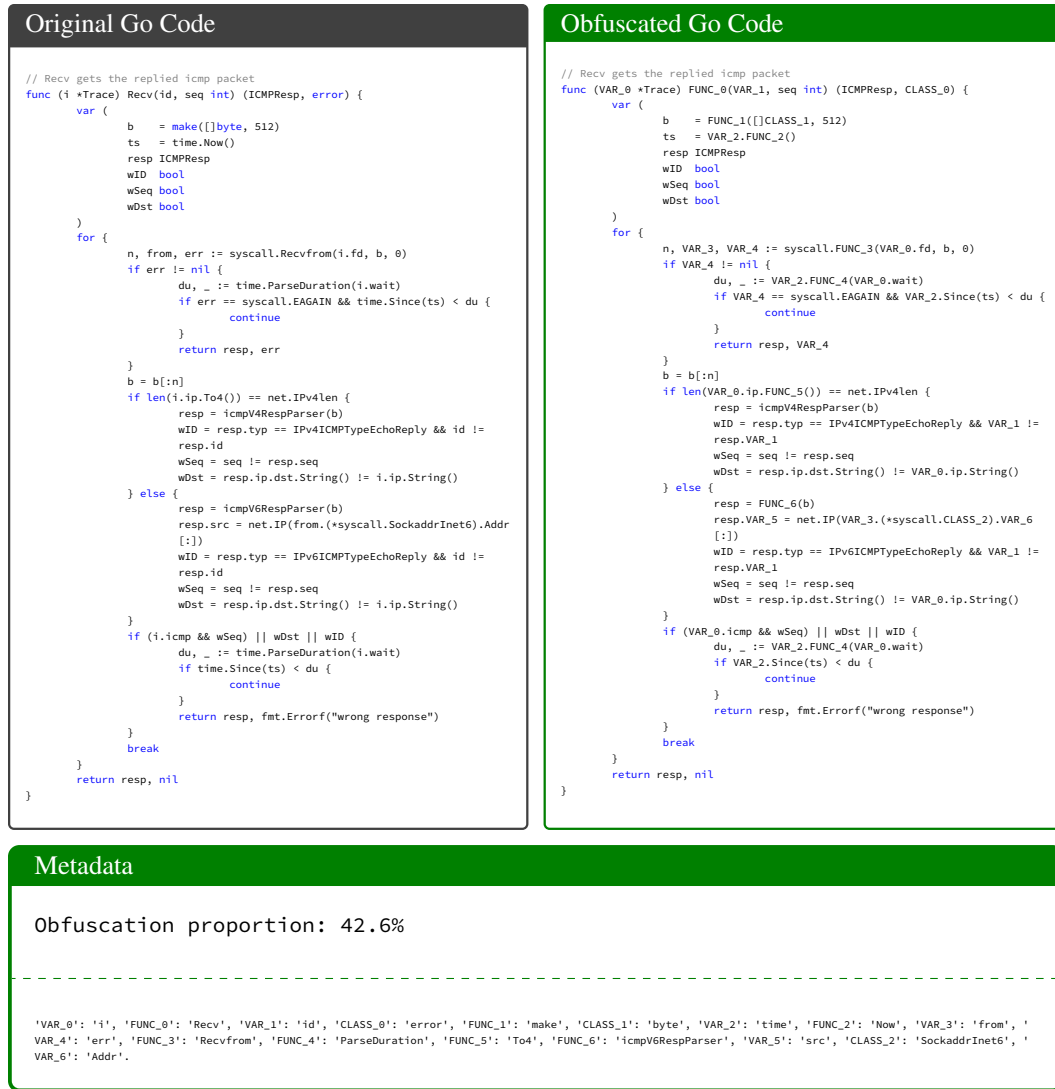 Original Go Code
// Recv gets the replied icmp packet
func (i *Trace) Recv(id, seq int) (ICMPResp, error) {
var (
b = make([]byte, 512)
ts = time.Now()
resp ICMPResp
wID bool
wSeq bool
wDst bool
)
for {
n, from, err := syscall.Recvfrom(i.fd, b, 0)
if err != nil {
du, _ := time.ParseDuration(i.wait)
if err == syscall.EAGAIN && time.Since(ts) < du {
continue
}
return resp, err
}
b = b[:n]
if len(i.ip.To4()) == net.IPv4len {
resp = icmpV4RespParser(b)
wID = resp.typ == IPv4ICMPTypeEchoReply && id !=
resp.id
wSeq = seq != resp.seq
wDst = resp.ip.dst.String() != i.ip.String()
} else {
resp = icmpV6RespParser(b)
resp.src = net.IP(from.(*syscall.SockaddrInet6).Addr
[:])
wID = resp.typ == IPv6ICMPTypeEchoReply && id !=
resp.id
wSeq = seq != resp.seq
wDst = resp.ip.dst.String() != i.ip.String()
}
if (i.icmp && wSeq) || wDst || wID {
du, _ := time.ParseDuration(i.wait)
if time.Since(ts) < du {
continue
}
return resp, fmt.Errorf("wrong response")
}
break
}
return resp, nil
}
Obfuscated Go Code
// Recv gets the replied icmp packet
func (VAR_0 *Trace) FUNC_0(VAR_1, seq int) (ICMPResp, CLASS_0) {
var (
b = FUNC_1([]CLASS_1, 512)
ts = VAR_2.FUNC_2()
resp ICMPResp
wID bool
wSeq bool
wDst bool
)
for {
n, VAR_3, VAR_4 := syscall.FUNC_3(VAR_0.fd, b, 0)
if VAR_4 != nil {
du, _ := VAR_2.FUNC_4(VAR_0.wait)
if VAR_4 == syscall.EAGAIN && VAR_2.Since(ts) < du {
continue
}
return resp, VAR_4
}
b = b[:n]
if len(VAR_0.ip.FUNC_5()) == net.IPv4len {
resp = icmpV4RespParser(b)
wID = resp.typ == IPv4ICMPTypeEchoReply && VAR_1 !=
resp.VAR_1
wSeq = seq != resp.seq
wDst = resp.ip.dst.String() != VAR_0.ip.String()
} else {
resp = FUNC_6(b)
resp.VAR_5 = net.IP(VAR_3.(*syscall.CLASS_2).VAR_6
[:])
wID = resp.typ == IPv6ICMPTypeEchoReply && VAR_1 !=
resp.VAR_1
wSeq = seq != resp.seq
wDst = resp.ip.dst.String() != VAR_0.ip.String()
}
if (VAR_0.icmp && wSeq) || wDst || wID {
du, _ := VAR_2.FUNC_4(VAR_0.wait)
if VAR_2.Since(ts) < du {
continue
}
return resp, fmt.Errorf("wrong response")
}
break
}
return resp, nil
}
Metadata
Obfuscation proportion: 42.6%
'VAR_0': 'i', 'FUNC_0': 'Recv', 'VAR_1': 'id', 'CLASS_0': 'error', 'FUNC_1': 'make', 'CLASS_1': 'byte', 'VAR_2': 'time', 'FUNC_2': 'Now', 'VAR_3': 'from', '
VAR_4': 'err', 'FUNC_3': 'Recvfrom', 'FUNC_4': 'ParseDuration', 'FUNC_5': 'To4', 'FUNC_6': 'icmpV6RespParser', 'VAR_5': 'src', 'CLASS_2': 'SockaddrInet6', '
VAR_6': 'Addr'.